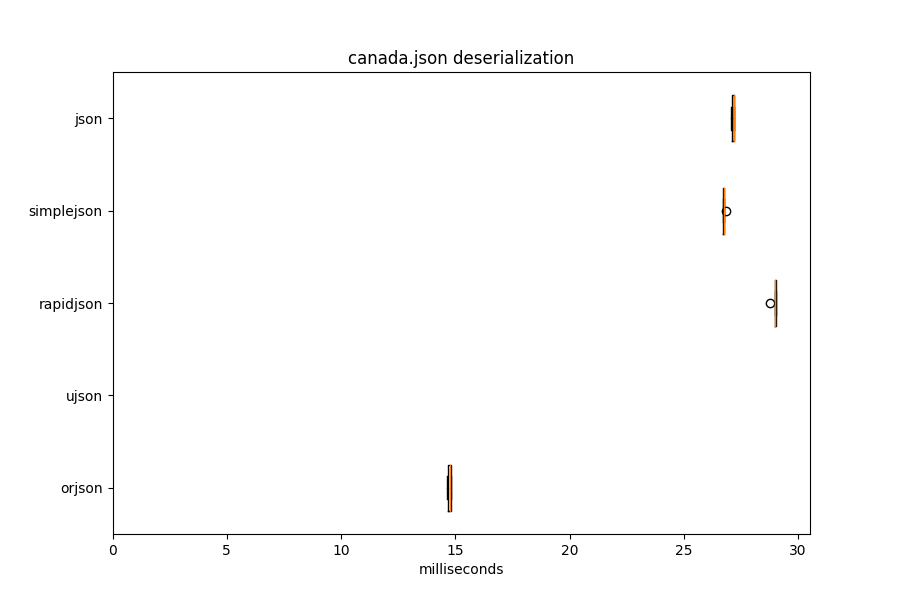 canada.json deserialization
json
simplejson
rapidjson
ujson
orjson
0 5 10 15 20 25 30
milliseconds